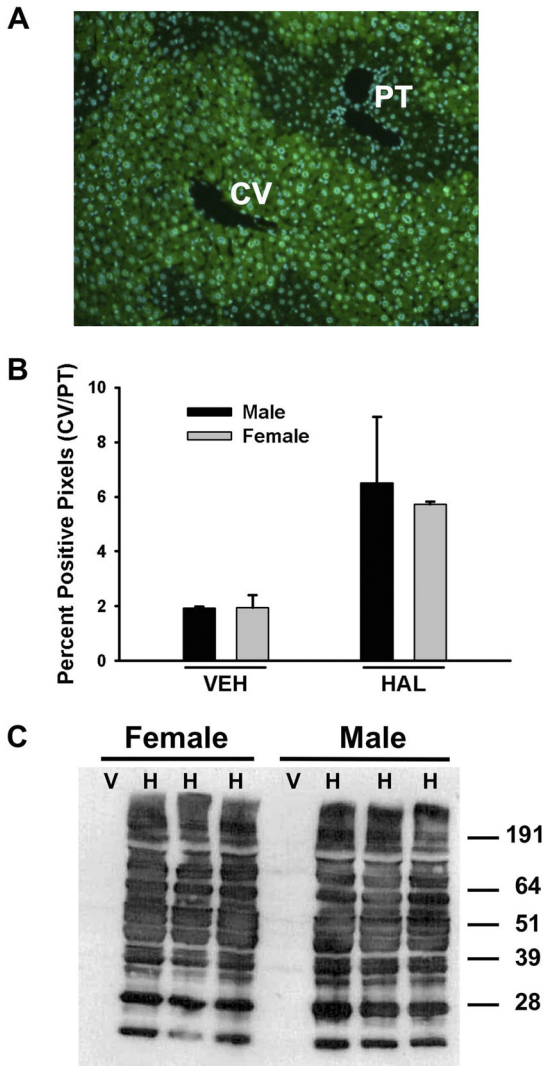 A
PT
CV
B
Percent Positive Pixels (CV/PT)
10
8
6
4
2
0
Male
Female
VEH HAL
C
Female Male
V H H H V H H H
191
64
51
39
28